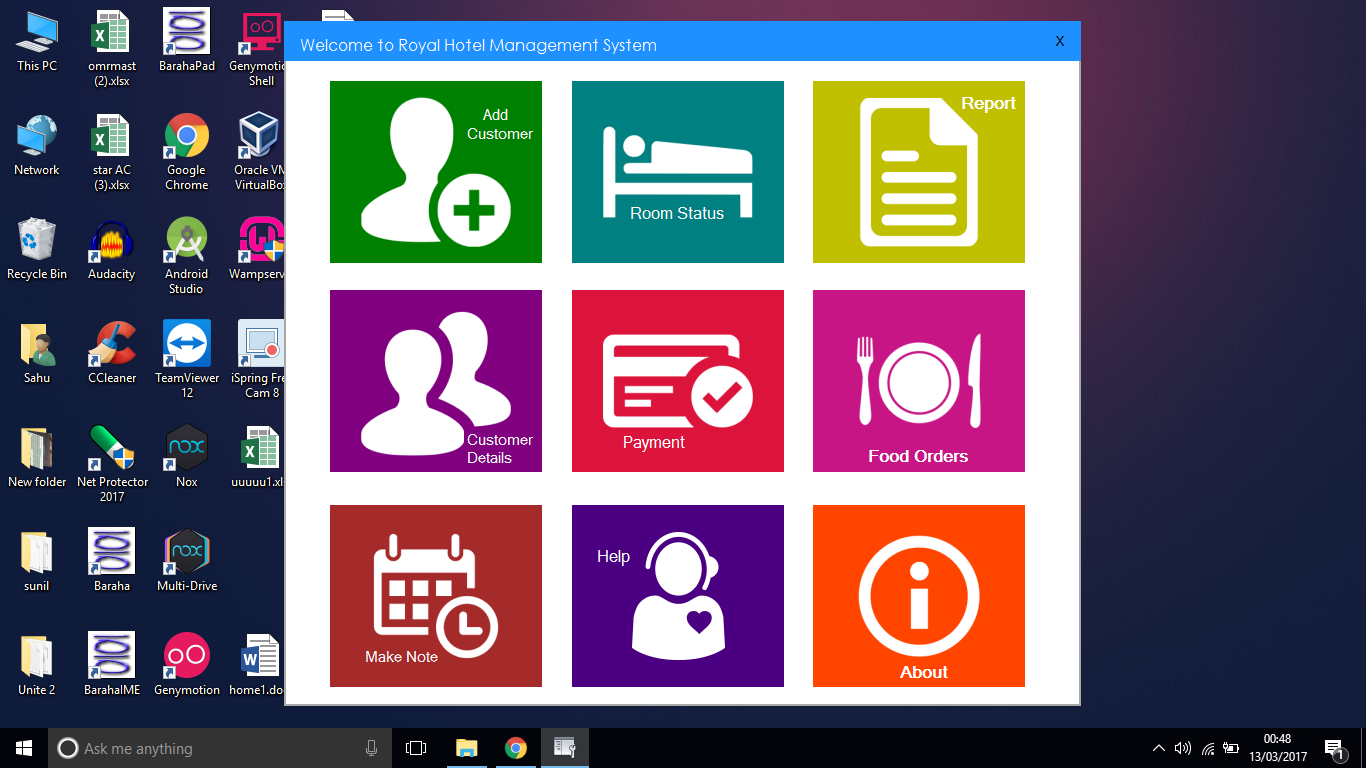 This PC
omrmast
(2).xlsx
BarahaPad
Genymoti
Shell
Network
star AC
(3).xlsx
Google
Chrome
Oracle VM
VirtualBox
Recycle Bin
Audacity
Android
Studio
Wampserv
Sahu
CCleaner
TeamViewer
12
iSpring Fre
Cam 8
New folder
Net Protector
2017
Nox
uuuuu1.xl
sunil
Baraha
Multi-Drive
Unite 2
BarahaIME
Genymotion
home1.do
Welcome to Royal Hotel Management System
X
Add
Customer
Room Status
Report
Customer
Details
Payment
Food Orders
Make Note
Help
About
Ask me anything
00:48
13/03/2017
1